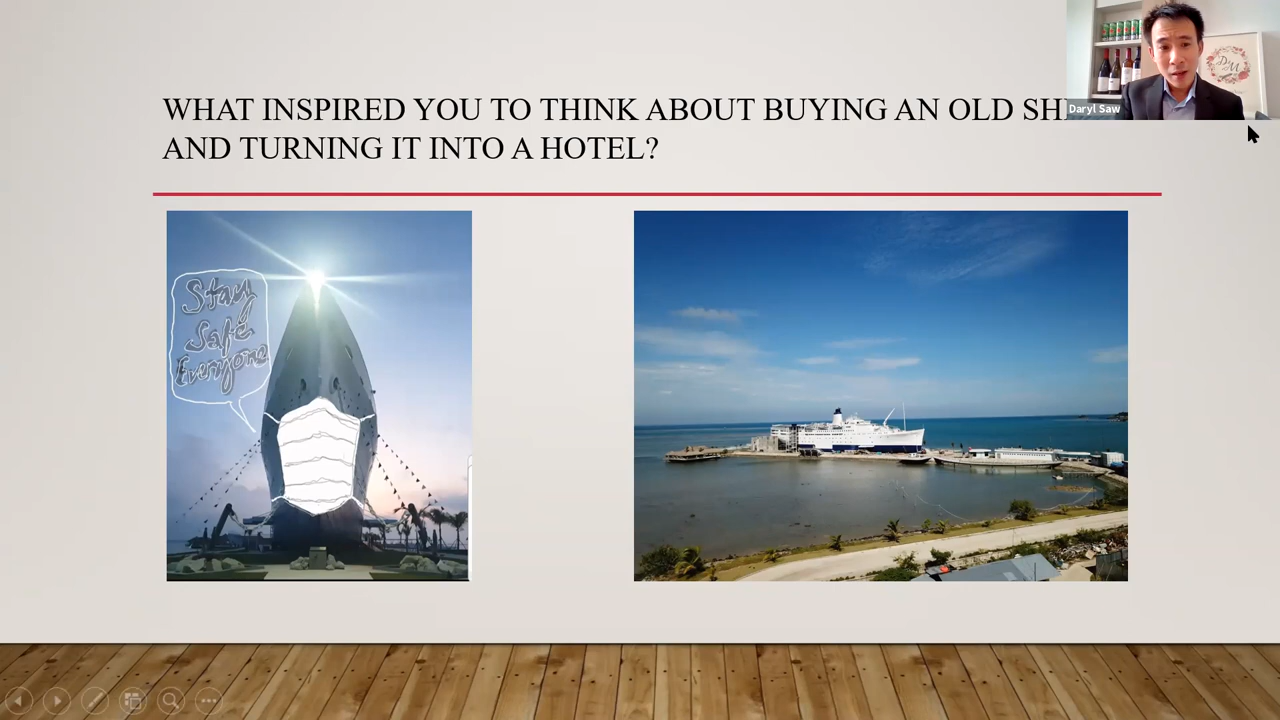 WHAT INSPIRED YOU TO THINK ABOUT BUYING AN OLD
AND TURNING IT INTO A HOTEL?
Daryl Saw
Stay
Safe
Everyone